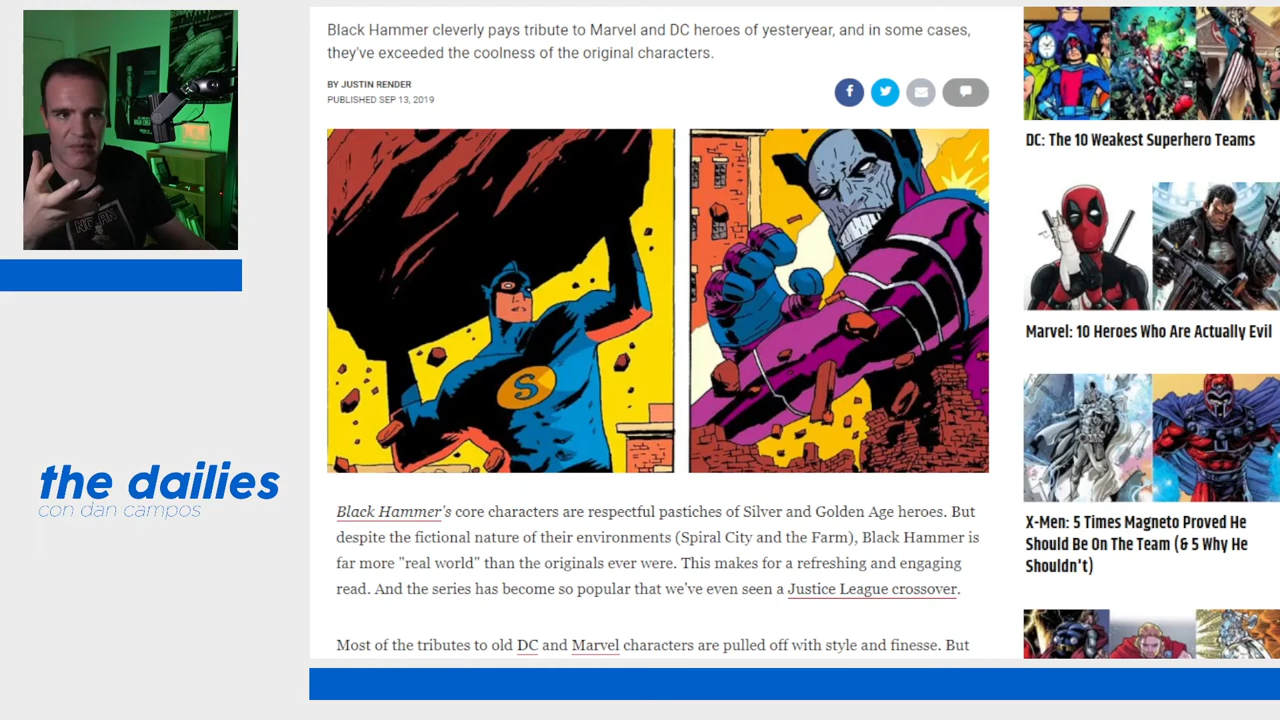 Black Hammer cleverly pays tribute to Marvel and DC heroes of yesteryear, and in some cases,
they've exceeded the coolness of the original characters.
BY JUSTIN RENDER
PUBLISHED SEP 13, 2019
S
Black Hammer's core characters are respectful pastiches of Silver and Golden Age heroes. But
despite the fictional nature of their environments (Spiral City and the Farm), Black Hammer is
far more "real world" than the originals ever were. This makes for a refreshing and engaging
read. And the series has become so popular that we've even seen a Justice League crossover.
Most of the tributes to old DC and Marvel characters are pulled off with style and finesse. But
DC: The 10 Weakest Superhero Teams
Marvel: 10 Heroes Who Are Actually Evil
X-Men: 5 Times Magneto Proved He
Should Be On The Team (& 5 Why He
Shouldn't)
the dailies
con dan campos